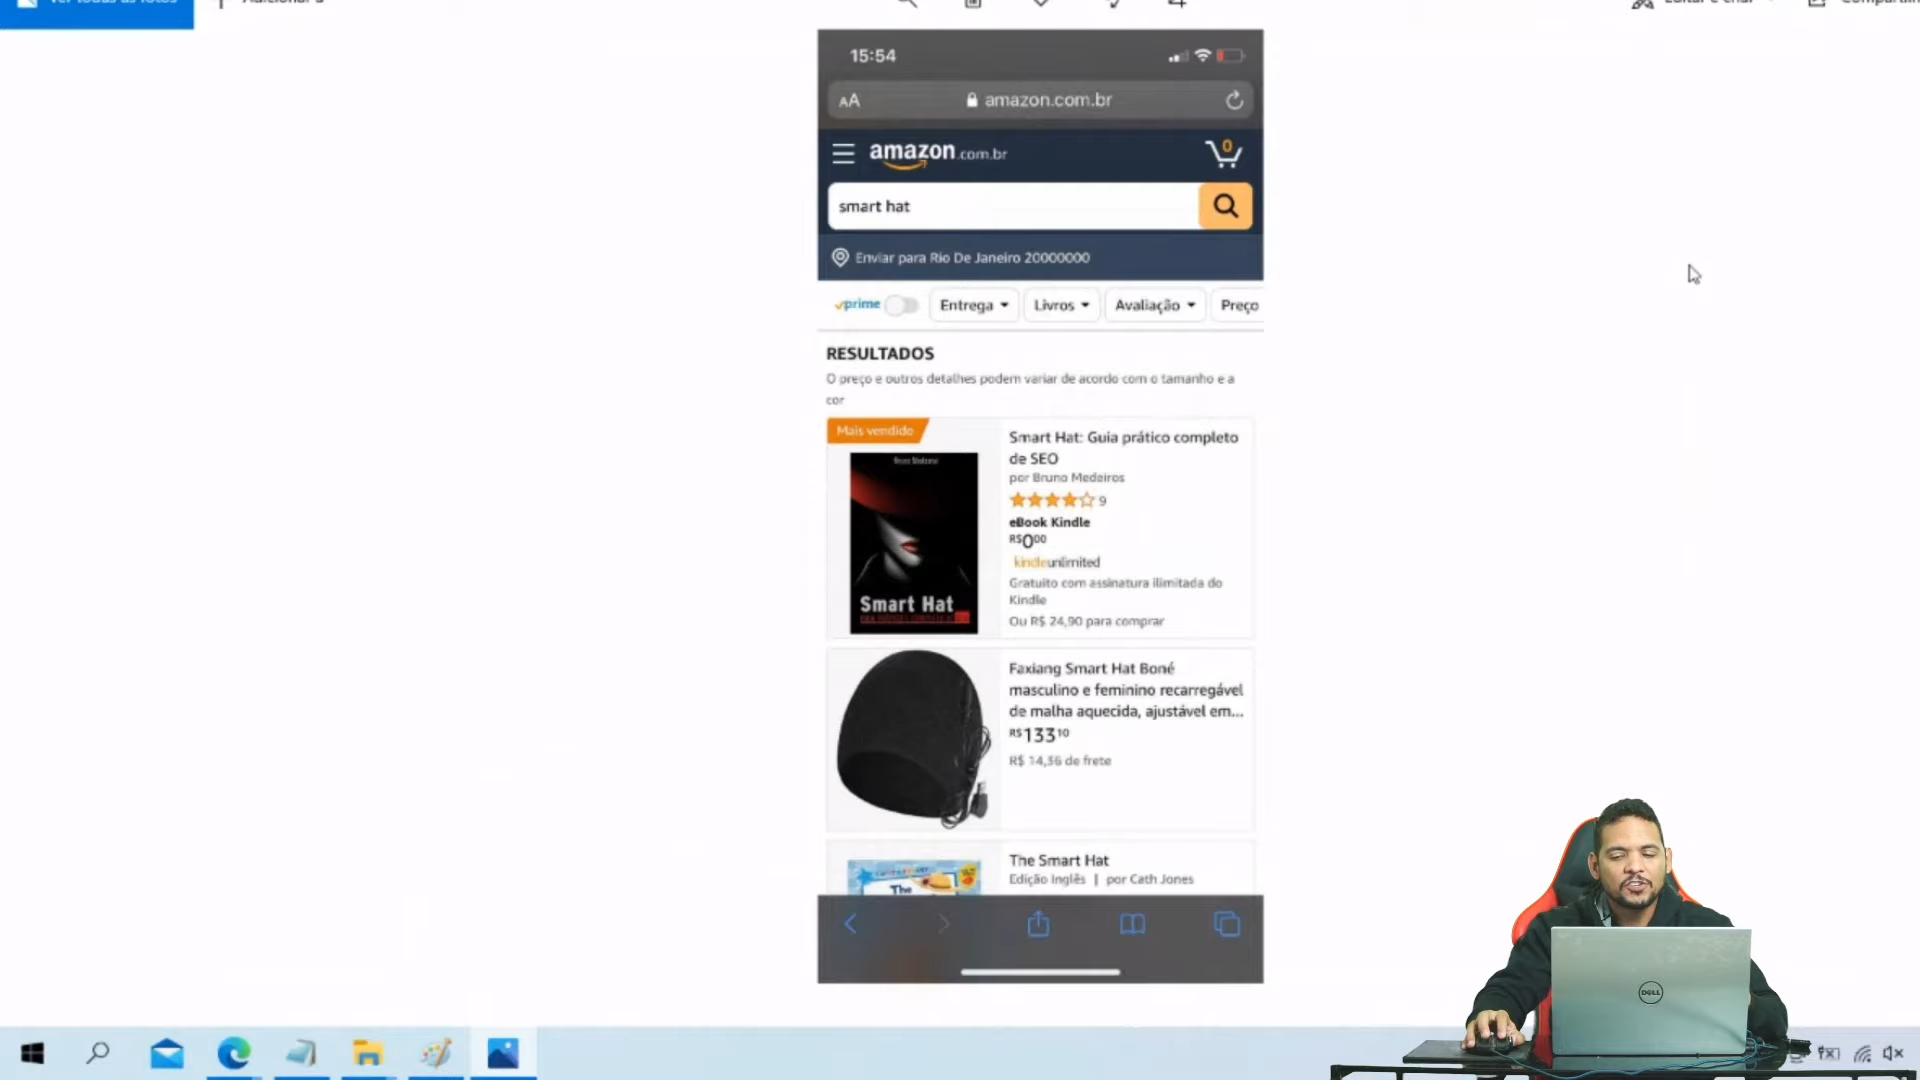 15:54
AA amazon.com.br
amazon.com.br 0
smart hat
Enviar para Rio De Janeiro 20000000
prime Entrega Livros Avaliação Preço
RESULTADOS
O preço e outros detalhes podem variar de acordo com o tamanho e a
cor
Mais vendido
Smart Hat: Guia prático completo
de SEO
por Bruno Medeiros
9
eBook Kindle
R$000
kindleunlimited
Gratuito com assinatura ilimitada do
Kindle
Ou R$ 24,90 para comprar
Smart Hat
Faxiang Smart Hat Boné
masculino e feminino recarregável
de malha aquecida, ajustável em...
R$13310
R$ 14,36 de frete
The Smart Hat
Edição Inglês | por Cath Jones
The
DELL